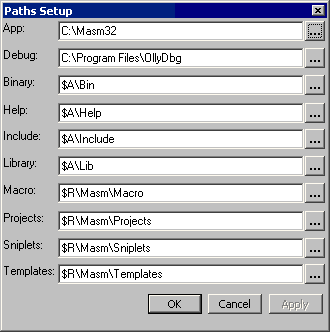 Paths Setup
App: C:\Masm32 ...
Debug: C:\Program Files\OllyDbg ...
Binary: $A\Bin ...
Help: $A\Help ...
Include: $A\Include ...
Library: $A\Lib ...
Macro: $R\Masm\Macro ...
Projects: $R\Masm\Projects ...
Sniplets: $R\Masm\Sniplets ...
Templates: $R\Masm\Templates ...
OK Cancel Apply